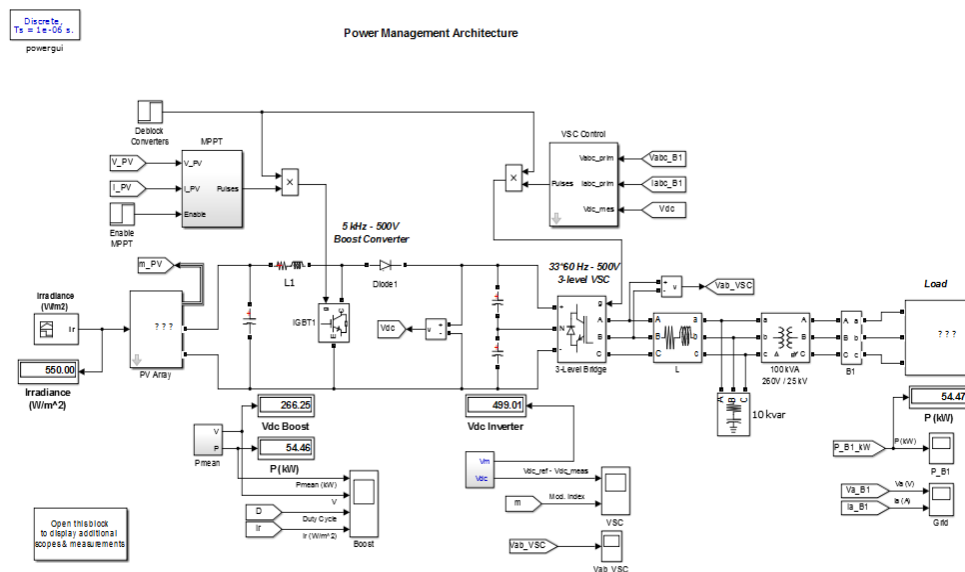 Discrete,
Ts = 1e-06 s.
powergui
Power Management Architecture
Deblock
Converters
MPPT
V_PV
I_PV
V_PV
I_PV
Enable
Pulses
Enable
MPPT
×
×
VSC Control
Vabc_prim
Iabc_prim
Vdc_mes
Pulses
Vabc_B1
Iabc_B1
Vdc
5 kHz - 500V
Boost Converter
m_PV
L1
Diode1
IGBT1
g
C
E
Vdc
v
+
-
33*60 Hz - 500V
3-level VSC
g
+
N
-
A
B
C
3-Level Bridge
+
-
v
Vab_VSC
A
B
C
a
b
c
L
A
B
C
10 kvar
a
b
c
A
B
C
100 kVA
260V / 25 kV
A
B
C
a
b
c
B1
Load
? ? ?
Irradiance
(W/m2)
Ir
? ? ?
PV Array
550.00
Irradiance
(W/m^2)
266.25
Vdc Boost
V
P
Pmean
54.46
P (kW)
Pmean (kW)
V
D
Duty Cycle
Ir
Ir (W/m^2)
Boost
499.01
Vdc Inverter
Vm
Vdc
Vdc_ref - Vdc_meas
m
Mod. Index
VSC
Vab_VSC
Vab_VSC
54.47
P (kW)
P_B1_kW
P (kW)
P_B1
Va_B1
Va (V)
Ia_B1
Ia (A)
Grid
Open this block
to display additional
scopes & measurements